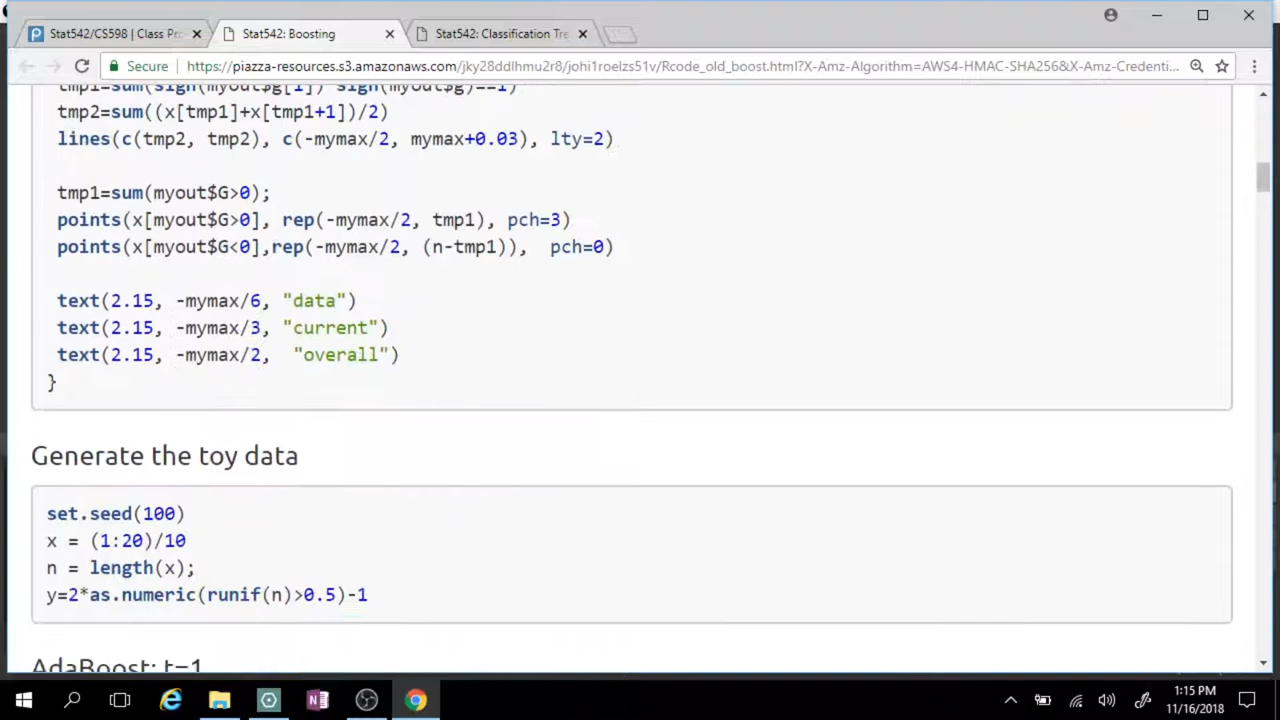 Stat542/CS598 | Class Pr
Stat542: Boosting
Stat542: Classification Tre
Secure
https://piazza-resources.s3.amazonaws.com/jky28ddlhmu2r8/johi1roelzs51v/Rcode_old_boost.html?X-Amz-Algorithm=AWS4-HMAC-SHA256&X-Amz-Credenti...
tmp2=sum((x[tmp1]+x[tmp1+1])/2)
lines(c(tmp2, tmp2), c(-mymax/2, mymax+0.03), lty=2)
tmp1=sum(myout$G>0);
points(x[myout$G>0], rep(-mymax/2, tmp1), pch=3)
points(x[myout$G<0],rep(-mymax/2, (n-tmp1)),  pch=0)
text(2.15, -mymax/6, "data")
text(2.15, -mymax/3, "current")
text(2.15, -mymax/2,  "overall")
}
Generate the toy data
set.seed(100)
x = (1:20)/10
n = length(x);
y=2*as.numeric(runif(n)>0.5)-1
AdaBoost: t=1
1:15 PM
11/16/2018